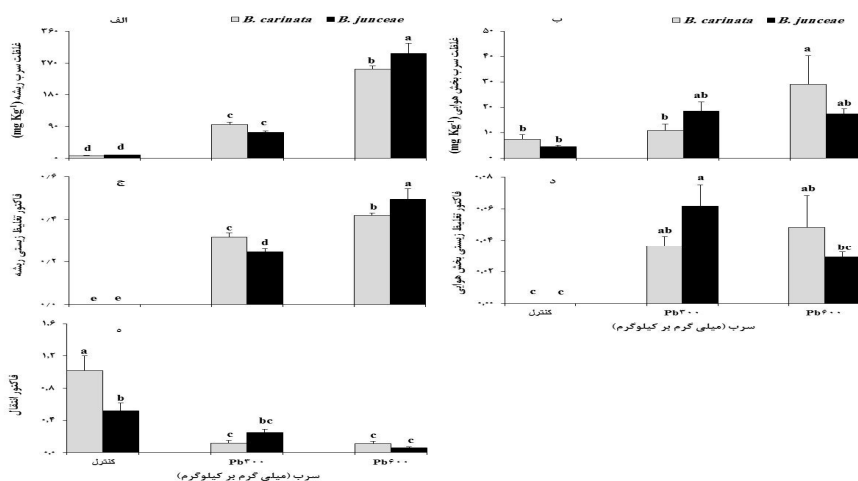 الف
B. carinata B. junceae
غلظت سرب ریشه (mg Kg-1)
۳۶۰
۲۷۰
۱۸۰
۹۰
۰
d d
c c
b a
ب
B. carinata B. junceae
غلظت سرب بخش هوایی (mg Kg-1)
۵۰
۴۰
۳۰
۲۰
۱۰
۰
b b
b ab
a ab
ج
فاکتور تغلیظ زیستی ریشه
۰/۶
۰/۴
۰/۲
۰/۰
e e
c d
b a
د
فاکتور تغلیظ زیستی بخش هوایی
۰.۰۸
۰.۰۶
۰.۰۴
۰.۰۲
۰.۰۰
c c
ab a
ab bc
کنترل Pb۳۰۰ Pb۶۰۰
سرب (میلی گرم بر کیلوگرم)
ه
فاکتور انتقال
۱.۶
۱.۲
۰.۸
۰.۴
۰.۰
a b
c bc
c c
کنترل Pb۳۰۰ Pb۶۰۰
سرب (میلی گرم بر کیلوگرم)